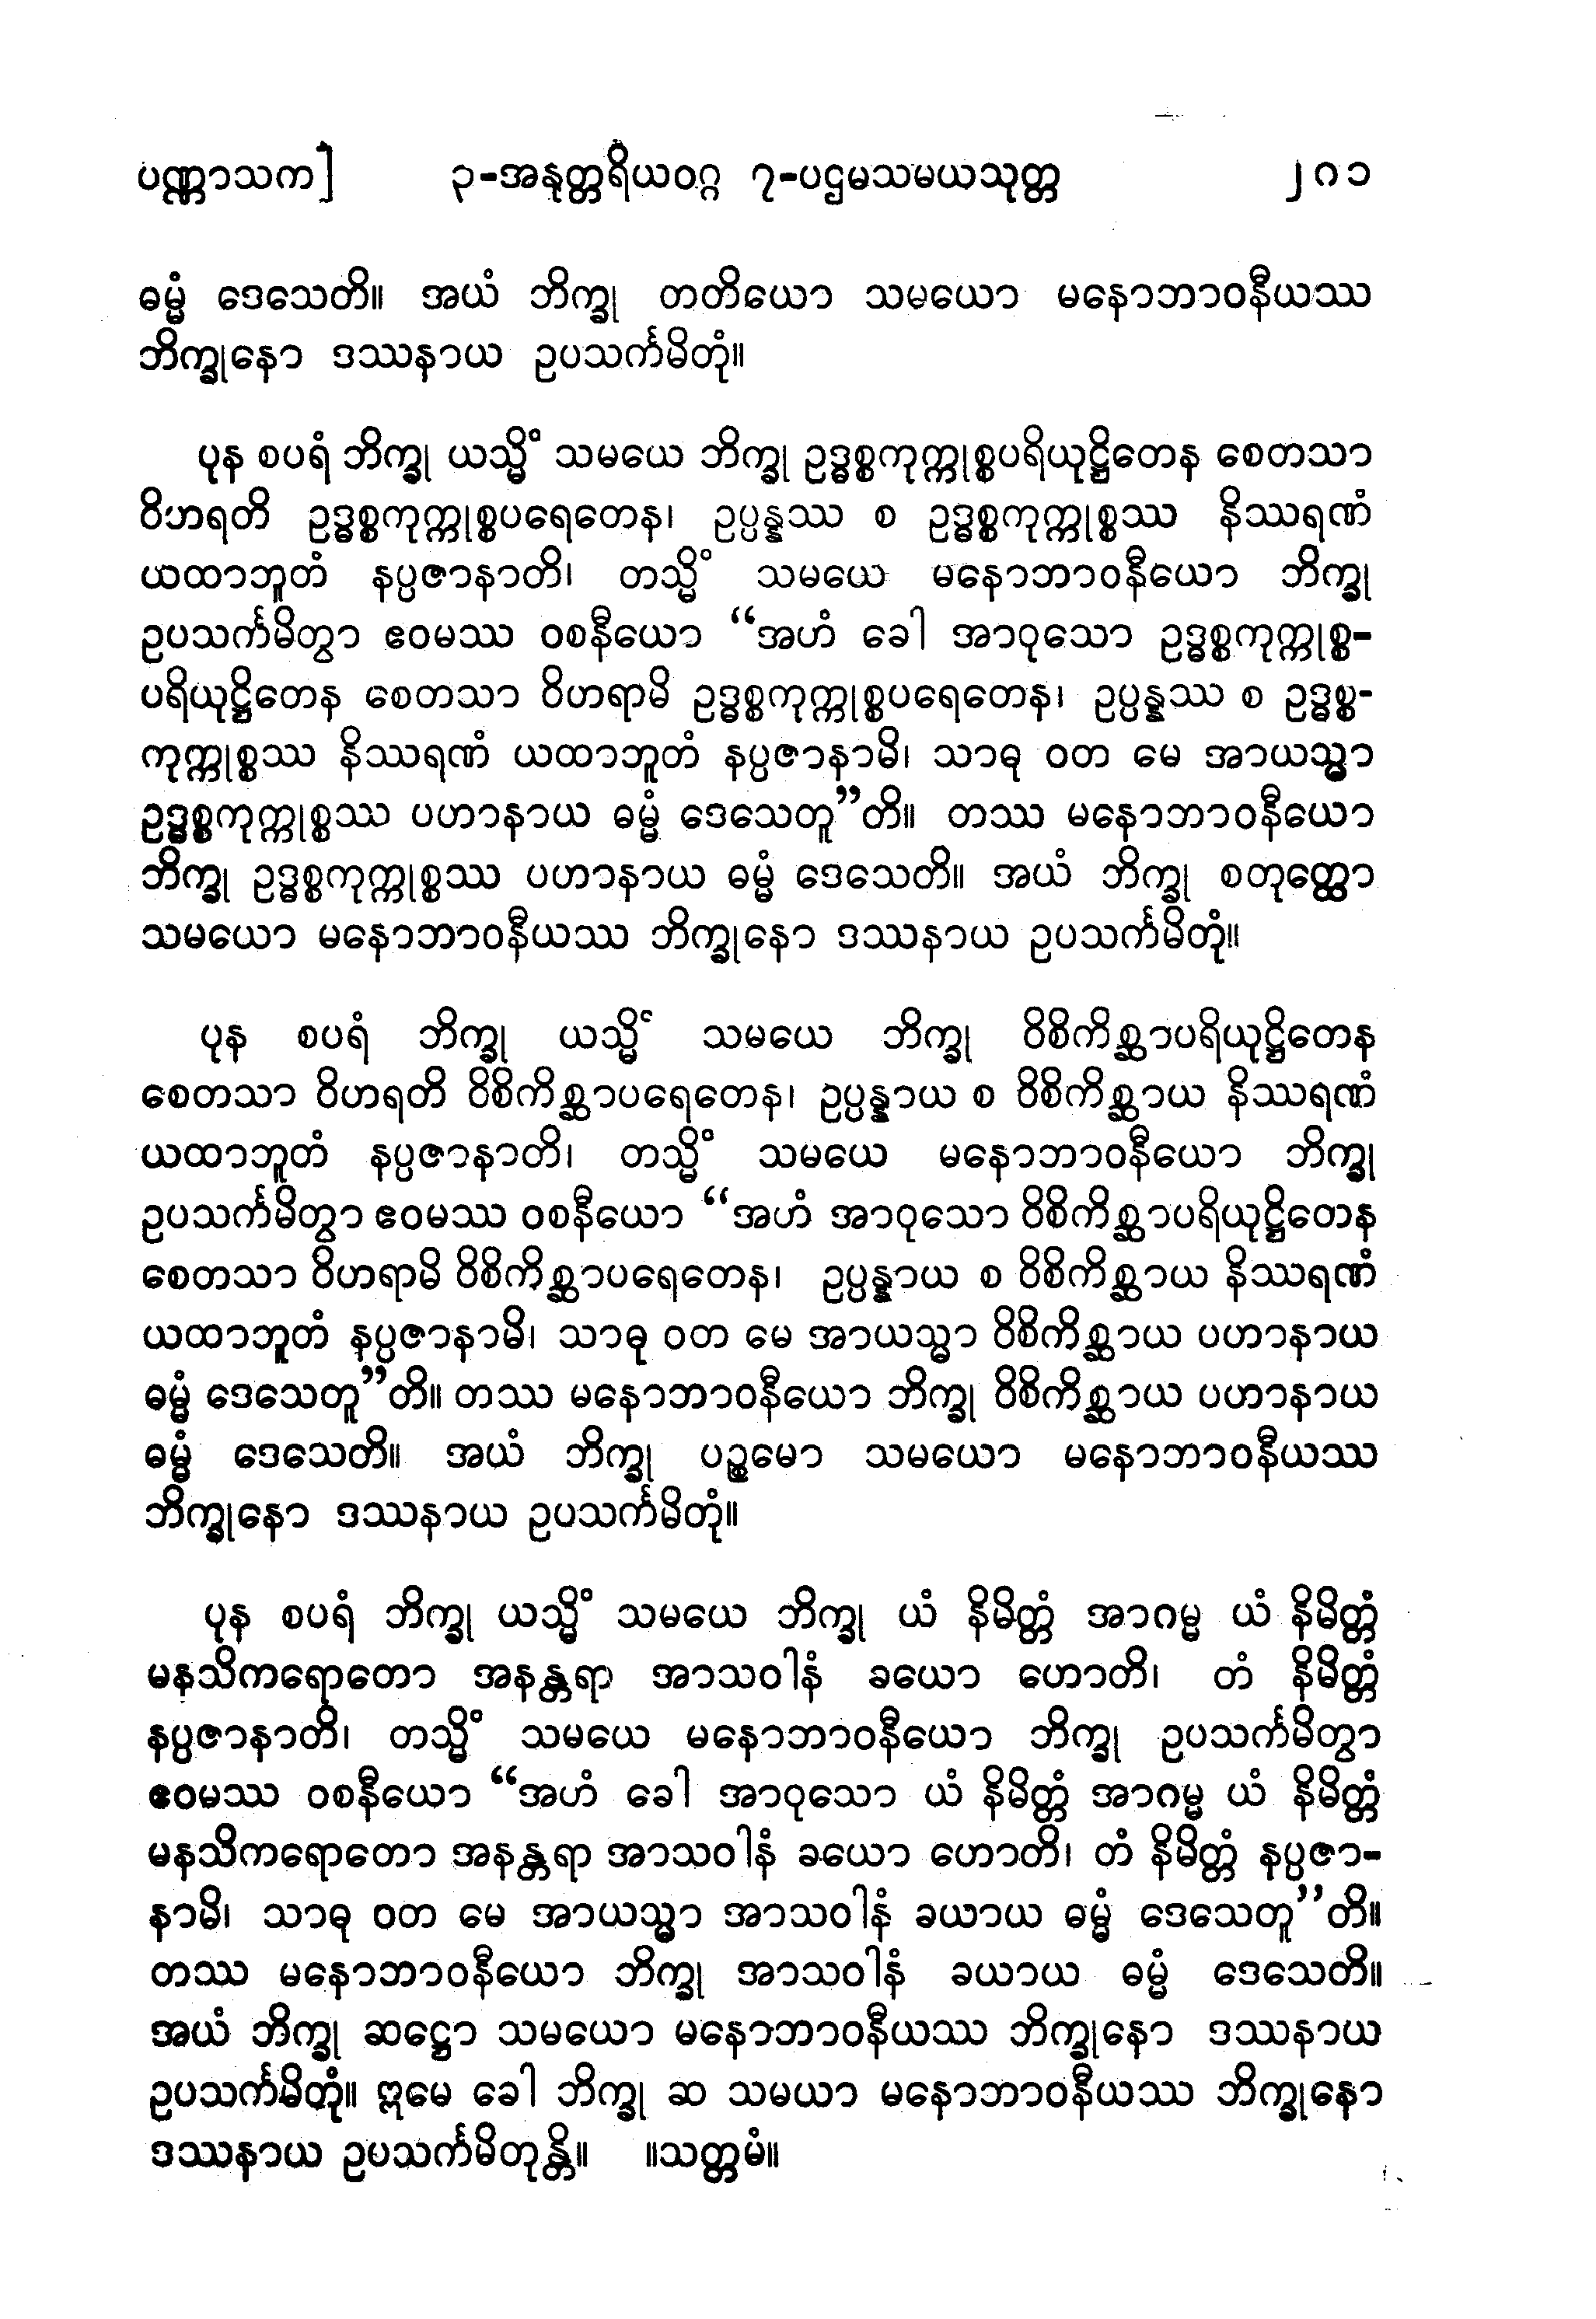 ပဏ္ဏာသက] ၃-အနုတ္တရိယဝဂ္ဂ ၇-ပဌမသမယသုတ္တ ၂၈၁
ဓမ္မံ ဒေသေတိ။ အယံ ဘိက္ခု တတိယော သမယော မနောဘာဝနီယဿ
ဘိက္ခုနော ဒဿနာယ ဥပသင်္ကမိတုံ။
ပုန စပရံ ဘိက္ခု ယသ္မိံ သမယေ ဘိက္ခု ဥဒ္ဓစ္စကုက္ကုစ္စပရိယုဋ္ဌိတေန စေတသာ
ဝိဟရတိ ဥဒ္ဓစ္စကုက္ကုစ္စပရေတေန၊ ဥပ္ပန္နဿ စ ဥဒ္ဓစ္စကုက္ကုစ္စဿ နိဿရဏံ
ယထာဘူတံ နပ္ပဇာနာတိ၊ တသ္မိံ သမယေ မနောဘာဝနီယော ဘိက္ခု
ဥပသင်္ကမိတွာ ဧဝမဿ ဝစနီယော “အဟံ ခေါ အာဝုသော ဥဒ္ဓစ္စကုက္ကုစ္စ-
ပရိယုဋ္ဌိတေန စေတသာ ဝိဟရာမိ ဥဒ္ဓစ္စကုက္ကုစ္စပရေတေန၊ ဥပ္ပန္နဿ စ ဥဒ္ဓစ္စ-
ကုက္ကုစ္စဿ နိဿရဏံ ယထာဘူတံ နပ္ပဇာနာမိ၊ သာဓု ဝတ မေ အာယသ္မာ
ဥဒ္ဓစ္စကုက္ကုစ္စဿ ပဟာနာယ ဓမ္မံ ဒေသေတူ”တိ။ တဿ မနောဘာဝနီယော
ဘိက္ခု ဥဒ္ဓစ္စကုက္ကုစ္စဿ ပဟာနာယ ဓမ္မံ ဒေသေတိ။ အယံ ဘိက္ခု စတုတ္ထော
သမယော မနောဘာဝနီယဿ ဘိက္ခုနော ဒဿနာယ ဥပသင်္ကမိတုံ။
ပုန စပရံ ဘိက္ခု ယသ္မိံ သမယေ ဘိက္ခု ဝိစိကိစ္ဆာပရိယုဋ္ဌိတေန
စေတသာ ဝိဟရတိ ဝိစိကိစ္ဆာပရေတေန၊ ဥပ္ပန္နာယ စ ဝိစိကိစ္ဆာယ နိဿရဏံ
ယထာဘူတံ နပ္ပဇာနာတိ၊ တသ္မိံ သမယေ မနောဘာဝနီယော ဘိက္ခု
ဥပသင်္ကမိတွာ ဧဝမဿ ဝစနီယော “အဟံ အာဝုသော ဝိစိကိစ္ဆာပရိယုဋ္ဌိတေန
စေတသာ ဝိဟရာမိ ဝိစိကိစ္ဆာပရေတေန၊ ဥပ္ပန္နာယ စ ဝိစိကိစ္ဆာယ နိဿရဏံ
ယထာဘူတံ နပ္ပဇာနာမိ၊ သာဓု ဝတ မေ အာယသ္မာ ဝိစိကိစ္ဆာယ ပဟာနာယ
ဓမ္မံ ဒေသေတူ”တိ။ တဿ မနောဘာဝနီယော ဘိက္ခု ဝိစိကိစ္ဆာယ ပဟာနာယ
ဓမ္မံ ဒေသေတိ။ အယံ ဘိက္ခု ပဉ္စမော သမယော မနောဘာဝနီယဿ
ဘိက္ခုနော ဒဿနာယ ဥပသင်္ကမိတုံ။
ပုန စပရံ ဘိက္ခု ယသ္မိံ သမယေ ဘိက္ခု ယံ နိမိတ္တံ အာဂမ္မ ယံ နိမိတ္တံ
မနသိကရောတော အနန္တရာ အာသဝါနံ ခယော ဟောတိ၊ တံ နိမိတ္တံ
နပ္ပဇာနာတိ၊ တသ္မိံ သမယေ မနောဘာဝနီယော ဘိက္ခု ဥပသင်္ကမိတွာ
ဧဝမဿ ဝစနီယော “အဟံ ခေါ အာဝုသော ယံ နိမိတ္တံ အာဂမ္မ ယံ နိမိတ္တံ
မနသိကရောတော အနန္တရာ အာသဝါနံ ခယော ဟောတိ၊ တံ နိမိတ္တံ နပ္ပဇာ-
နာမိ၊ သာဓု ဝတ မေ အာယသ္မာ အာသဝါနံ ခယာယ ဓမ္မံ ဒေသေတူ”တိ။
တဿ မနောဘာဝနီယော ဘိက္ခု အာသဝါနံ ခယာယ ဓမ္မံ ဒေသေတိ။
အယံ ဘိက္ခု ဆဋ္ဌော သမယော မနောဘာဝနီယဿ ဘိက္ခုနော ဒဿနာယ
ဥပသင်္ကမိတုံ။ ဣမေ ခေါ ဘိက္ခု ဆ သမယာ မနောဘာဝနီယဿ ဘိက္ခုနော
ဒဿနာယ ဥပသင်္ကမိတုန္တိ။ ။သတ္တမံ။